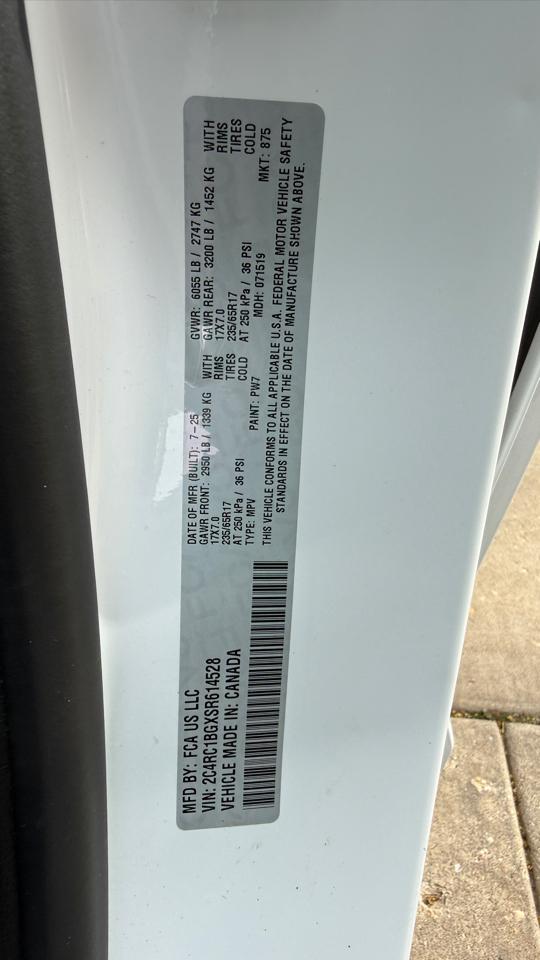 MFD BY: FCA US LLC
VIN: 2C4RC1BGXSR614528
VEHICLE MADE IN: CANADA
DATE OF MFR (BUILT): 7-25 GVWR: 6055 LB / 2747 KG
GAWR FRONT: 2950 LB / 1339 KG WITH GAWR REAR: 3200 LB / 1452 KG WITH
17X7.0 RIMS 17X7.0 RIMS
235/65R17 TIRES 235/65R17 TIRES
AT 250 kPa / 36 PSI COLD AT 250 kPa / 36 PSI COLD
TYPE: MPV PAINT: PW7 MDH: 071519 MKT: 875
THIS VEHICLE CONFORMS TO ALL APPLICABLE U.S.A. FEDERAL MOTOR VEHICLE SAFETY
STANDARDS IN EFFECT ON THE DATE OF MANUFACTURE SHOWN ABOVE.